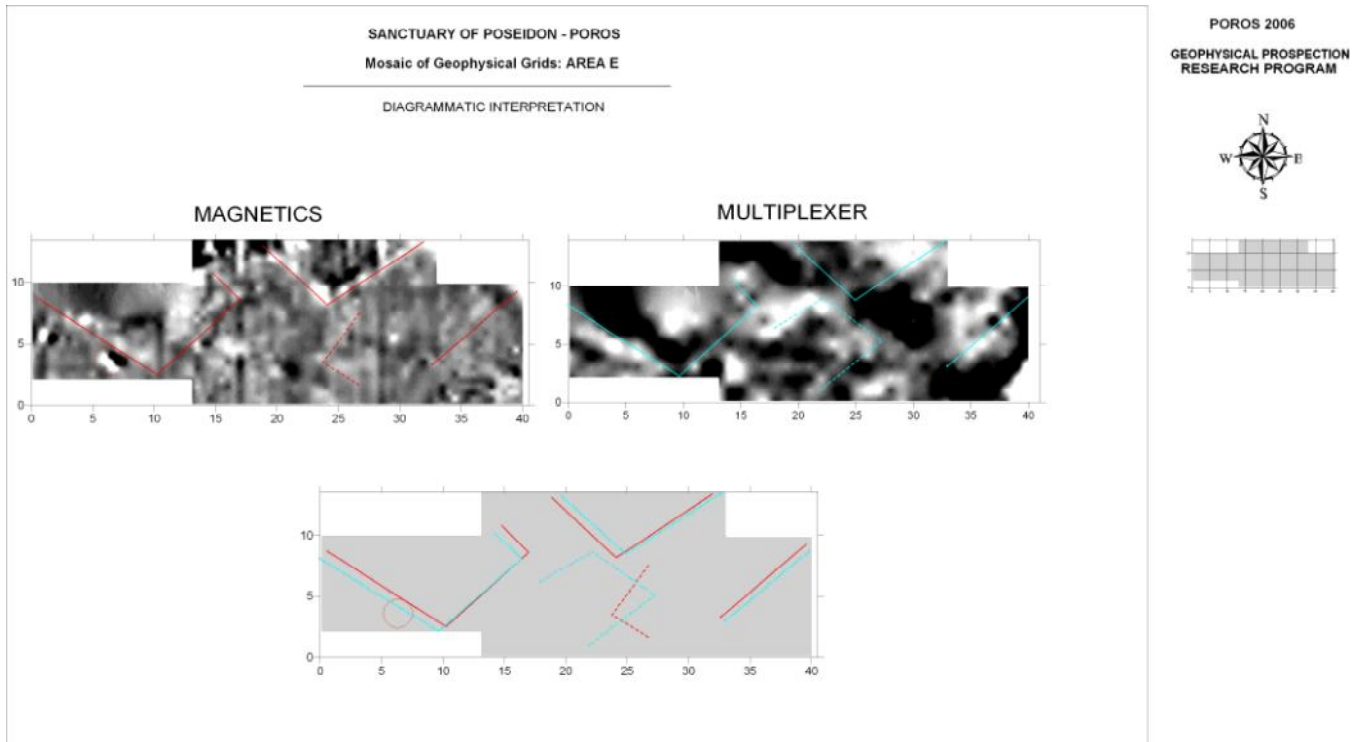 SANCTUARY OF POSEIDON - POROS
Mosaic of Geophysical Grids: AREA E
DIAGRAMMATIC INTERPRETATION
POROS 2006
GEOPHYSICAL PROSPECTION
RESEARCH PROGRAM
N
W E
S
MAGNETICS
10
5
0
0 5 10 15 20 25 30 35 40
MULTIPLEXER
10
5
0
0 5 10 15 20 25 30 35 40
10
5
0
0 5 10 15 20 25 30 35 40